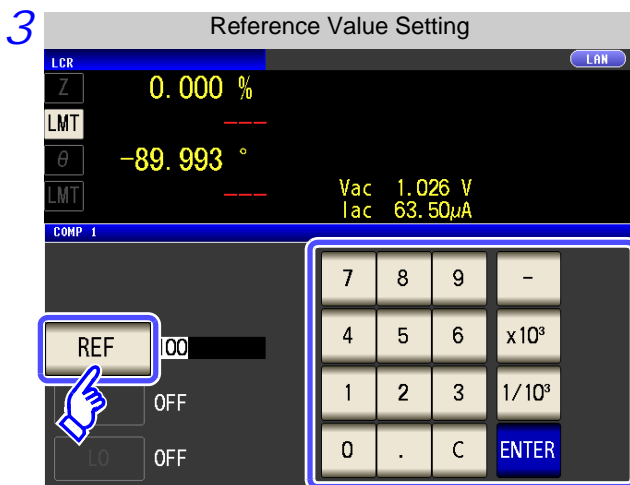 3 Reference Value Setting
LCR LAN
Z 0.000 %
LMT ---
θ -89.993 °
LMT ---
Vac 1.026 V
Iac 63.50μA
COMP 1
7 8 9 -
REF 100
4 5 6 x10³
OFF
1 2 3 1/10³
LO OFF
0 . C ENTER